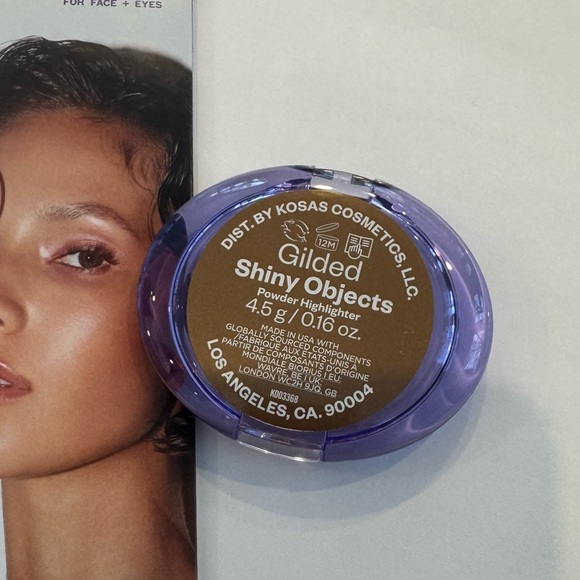 FOR FACE + EYES
DIST. BY KOSAS COSMETICS, LLC.
12M
Gilded
Shiny Objects
Powder Highlighter
4.5 g / 0.16 oz.
MADE IN USA WITH
GLOBALLY SOURCED COMPONENTS
/FABRIQUÉ AUX ÉTATS-UNIS À
PARTIR DE COMPOSANTS D'ORIGINE
MONDIALE BIORIUS | EU:
WAVRE, BE | UK:
LONDON WC2H 9JQ, GB
K003368
LOS ANGELES, CA. 90004